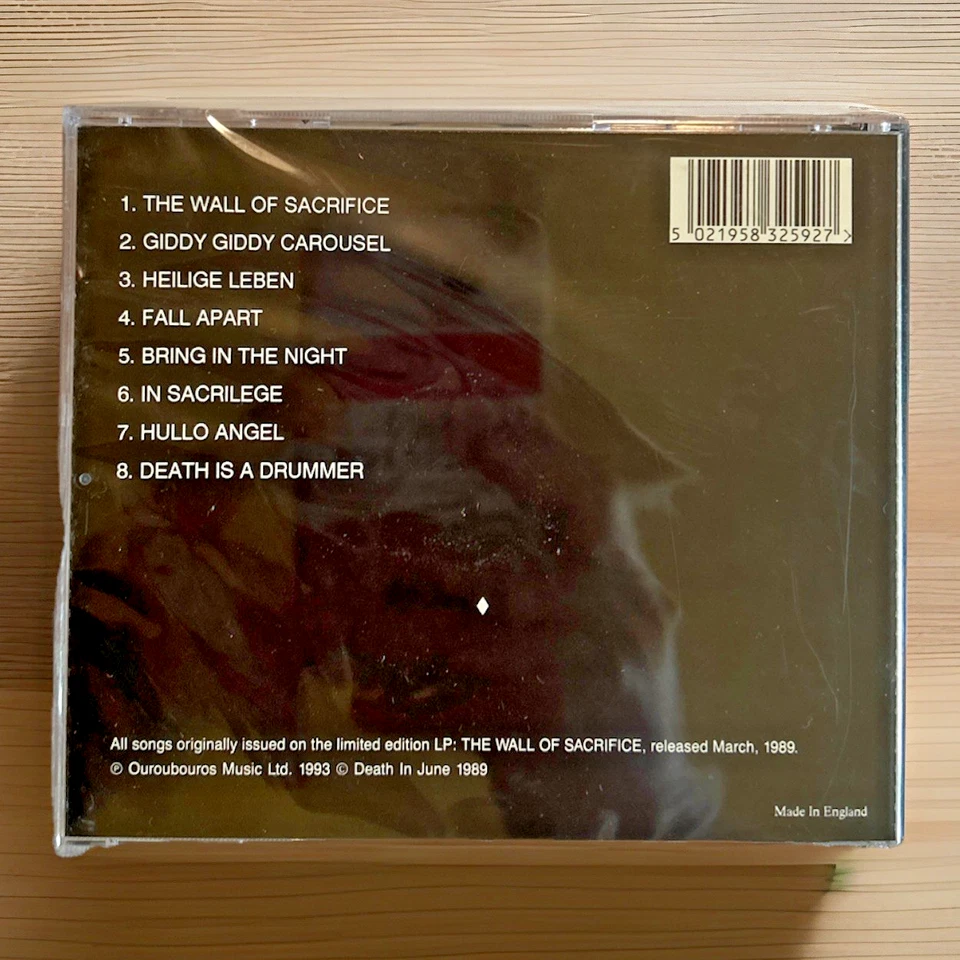 5 021958 325927 >
1. THE WALL OF SACRIFICE
2. GIDDY GIDDY CAROUSEL
3. HEILIGE LEBEN
4. FALL APART
5. BRING IN THE NIGHT
6. IN SACRILEGE
7. HULLO ANGEL
8. DEATH IS A DRUMMER
All songs originally issued on the limited edition LP: THE WALL OF SACRIFICE, released March, 1989.
℗ Ouroubouros Music Ltd. 1993 © Death In June 1989
Made In England